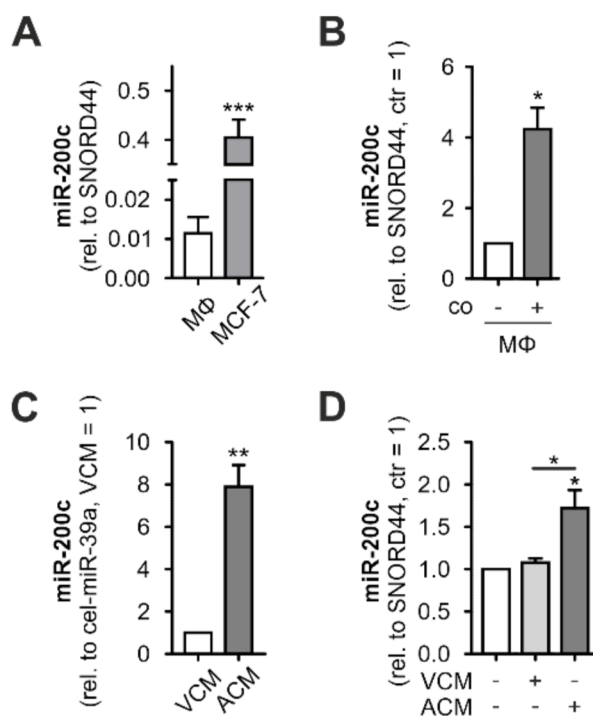 A
miR-200c
(rel. to SNORD44)
0.5
0.4
0.02
0.01
0.00
***
MΦ
MCF-7
B
miR-200c
(rel. to SNORD44, ctr = 1)
6
4
2
0
*
co - +
MΦ
C
miR-200c
(rel. to cel-miR-39a, VCM = 1)
10
8
6
4
2
0
**
VCM
ACM
D
miR-200c
(rel. to SNORD44, ctr = 1)
2.5
2.0
1.5
1.0
0.5
0.0
*
*
VCM - + -
ACM - - +